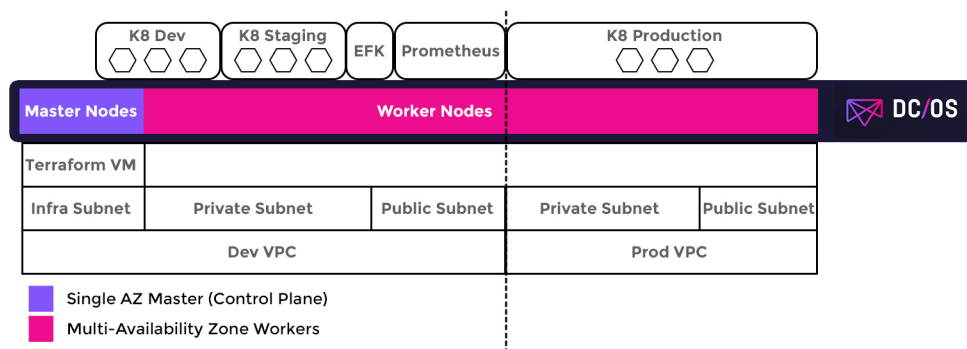 K8 Dev
K8 Staging
EFK
Prometheus
K8 Production
Master Nodes
Worker Nodes
DC/OS
Terraform VM
Infra Subnet
Private Subnet
Public Subnet
Private Subnet
Public Subnet
Dev VPC
Prod VPC
Single AZ Master (Control Plane)
Multi-Availability Zone Workers